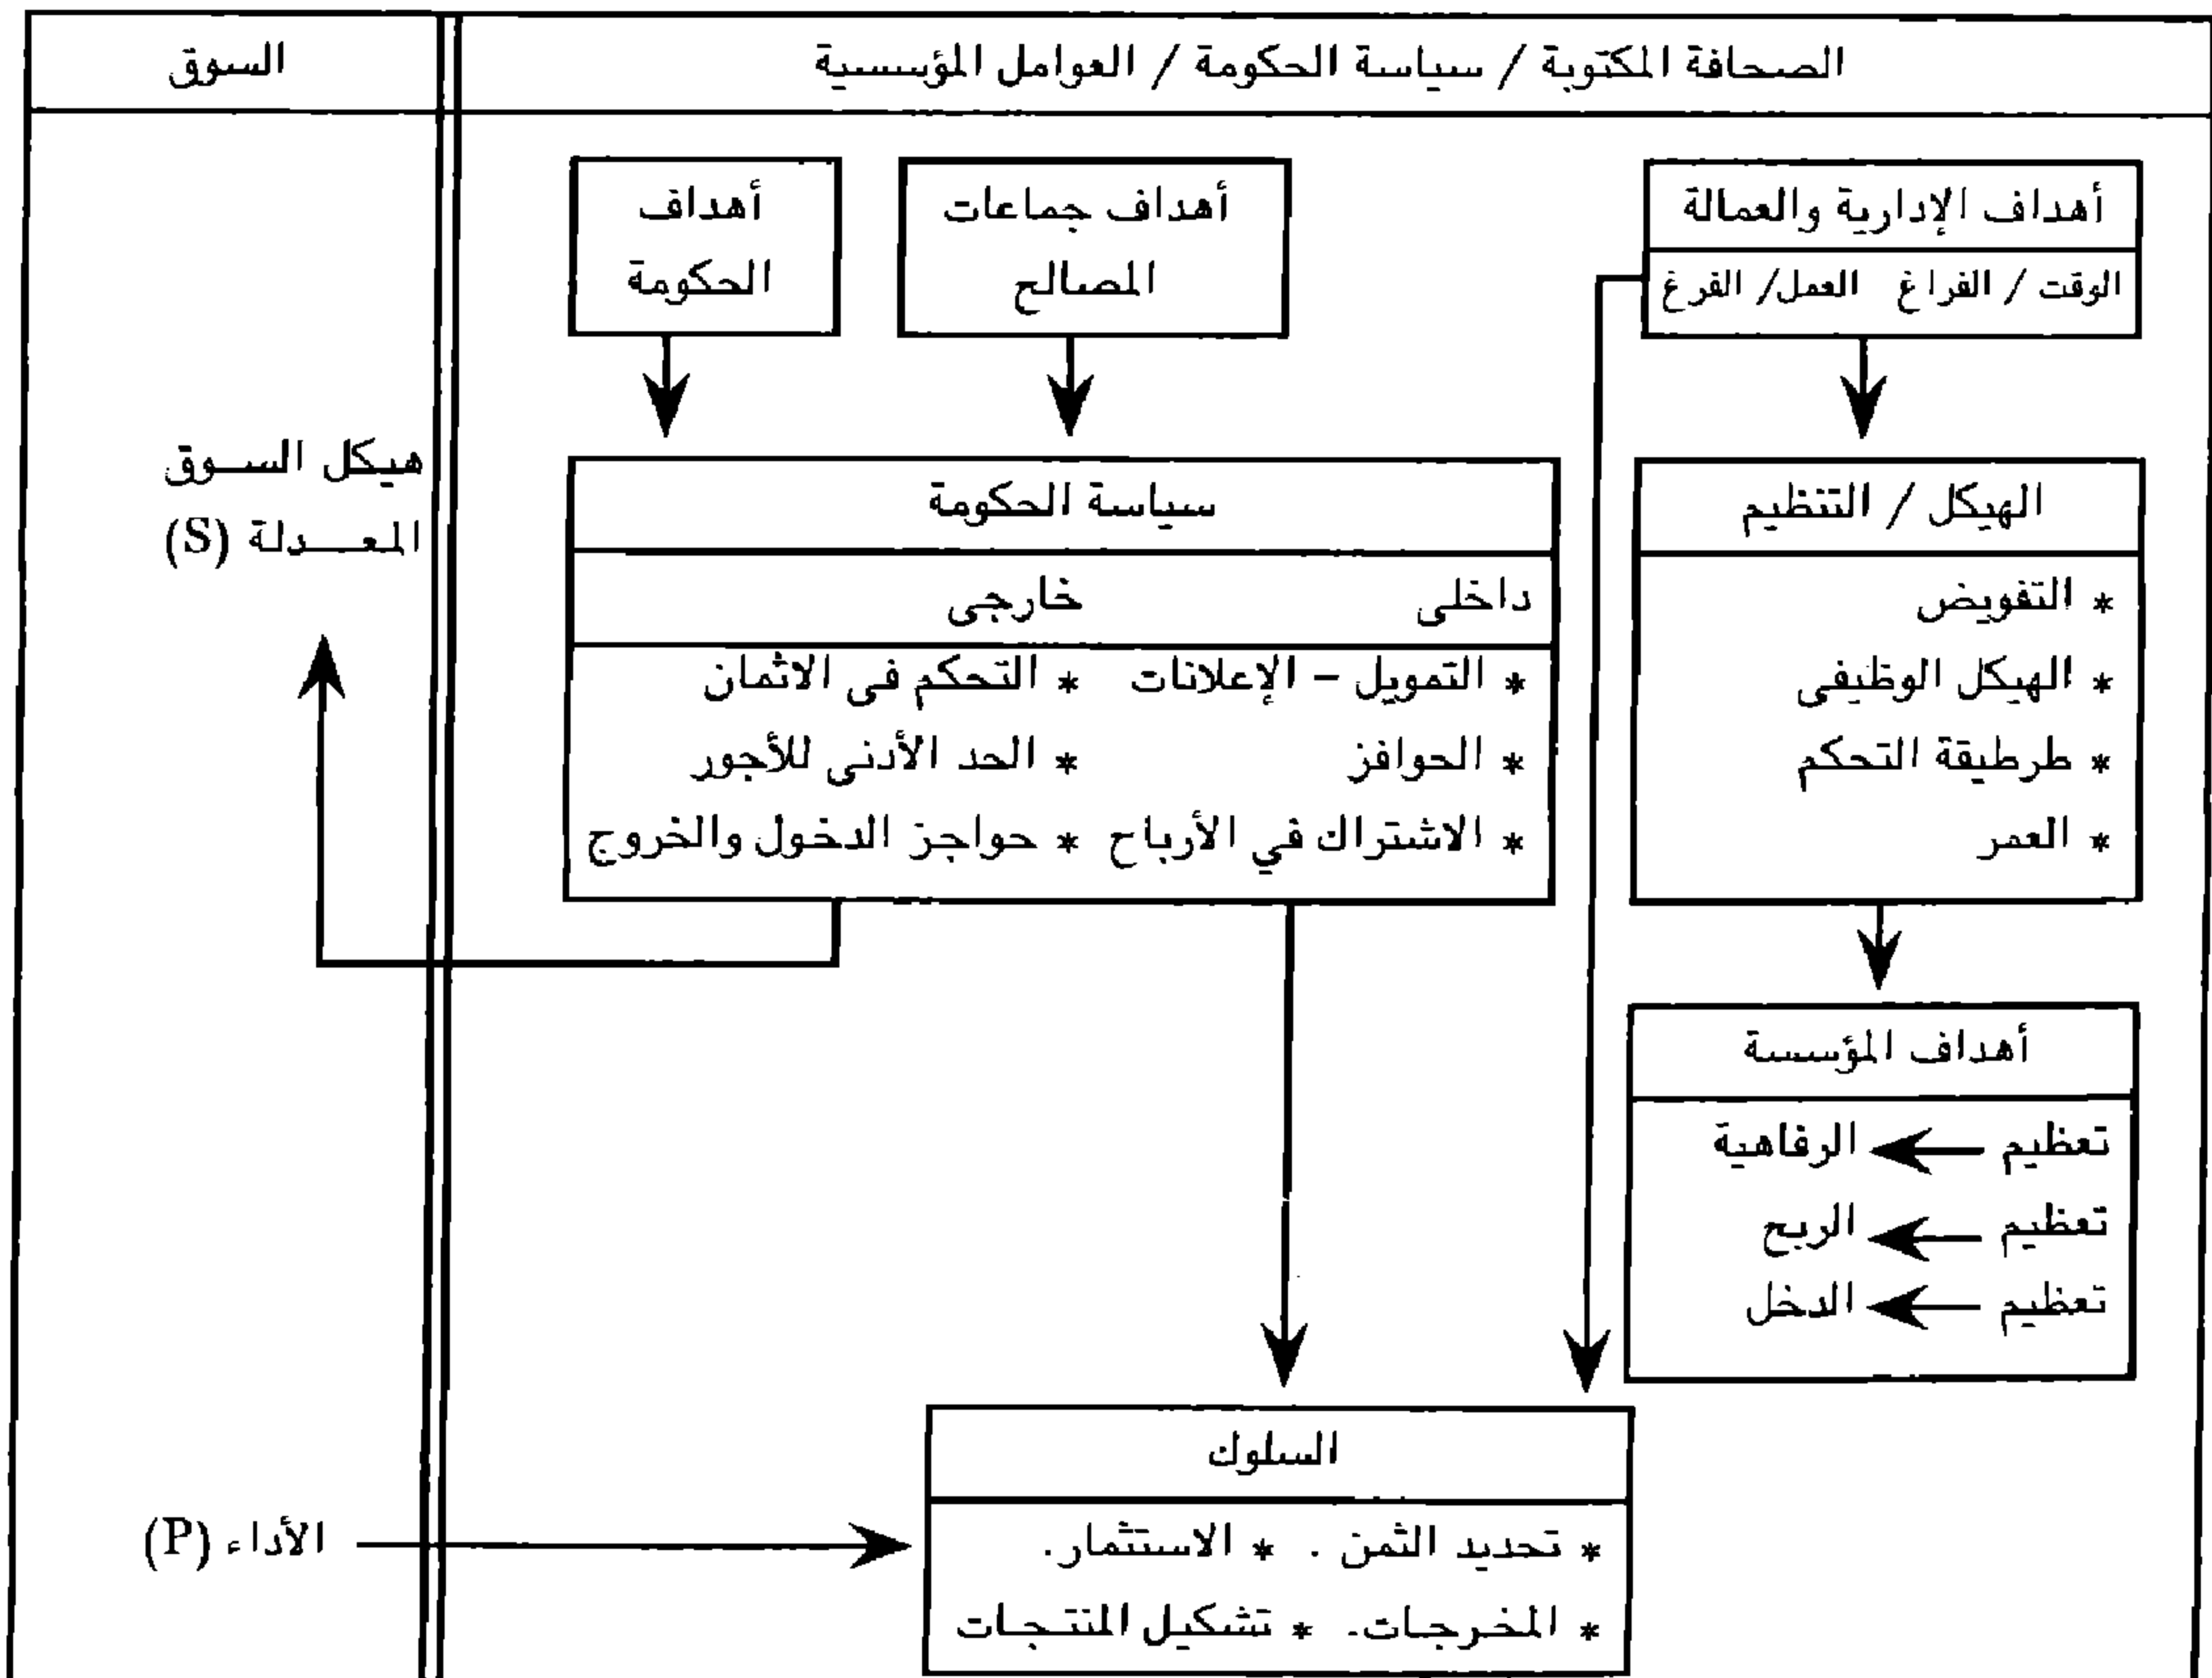 الصحافة المكتوبة / سياسة الحكومة / العوامل المؤسسية
السوق
أهداف الإدارية والعمالة
الوقت / الفراغ العمل/ الفرغ
أهداف جماعات
المصالح
أهداف
الحكومة
الهيكل / التنظيم
* التفويض
* الهيكل الوظيفى
* طرطيقة التحكم
* العمر
سياسة الحكومة
داخلى خارجى
* التمويل – الإعلانات * التحكم فى الاثمان
* الحوافز * الحد الأدنى للأجور
* الاشتراك في الأرباح * حواجز الدخول والخروج
هيكل السوق
المعدلة (S)
أهداف المؤسسة
تعظيم الرفاهية
تعظيم الربح
تعظيم الدخل
السلوك
* تحديد الثمن . * الاستثمار.
* المخرجات. * تشكيل المنتجات
الأداء (P)